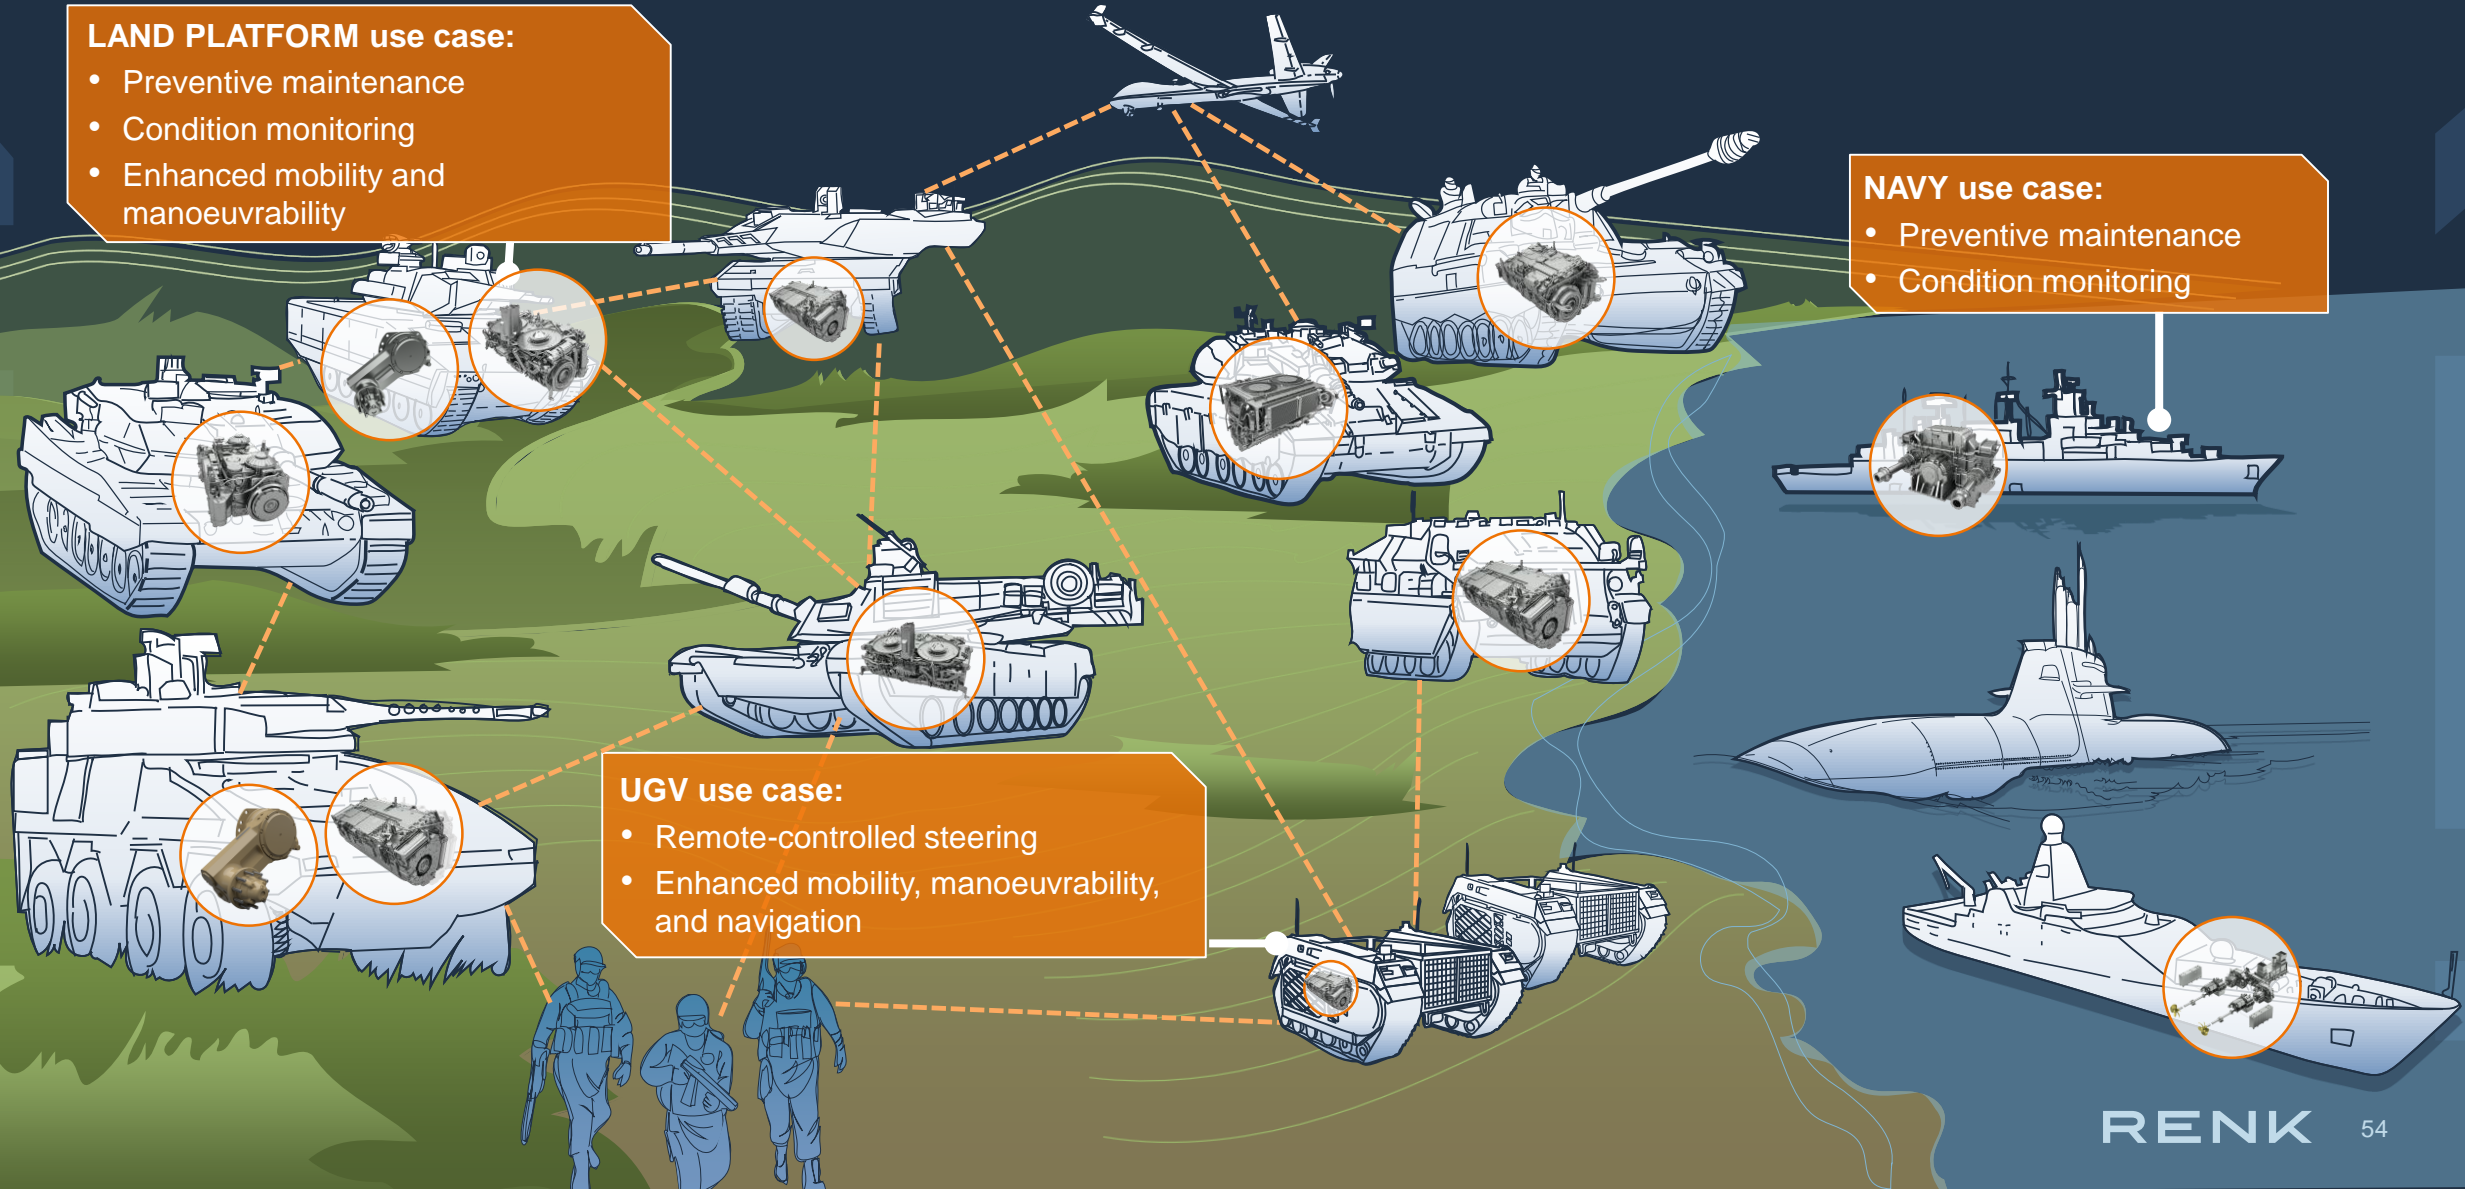 LAND PLATFORM use case:
• Preventive maintenance
• Condition monitoring
• Enhanced mobility and
manoeuvrability
NAVY use case:
• Preventive maintenance
• Condition monitoring
UGV use case:
• Remote-controlled steering
• Enhanced mobility, manoeuvrability,
and navigation
RENK 54